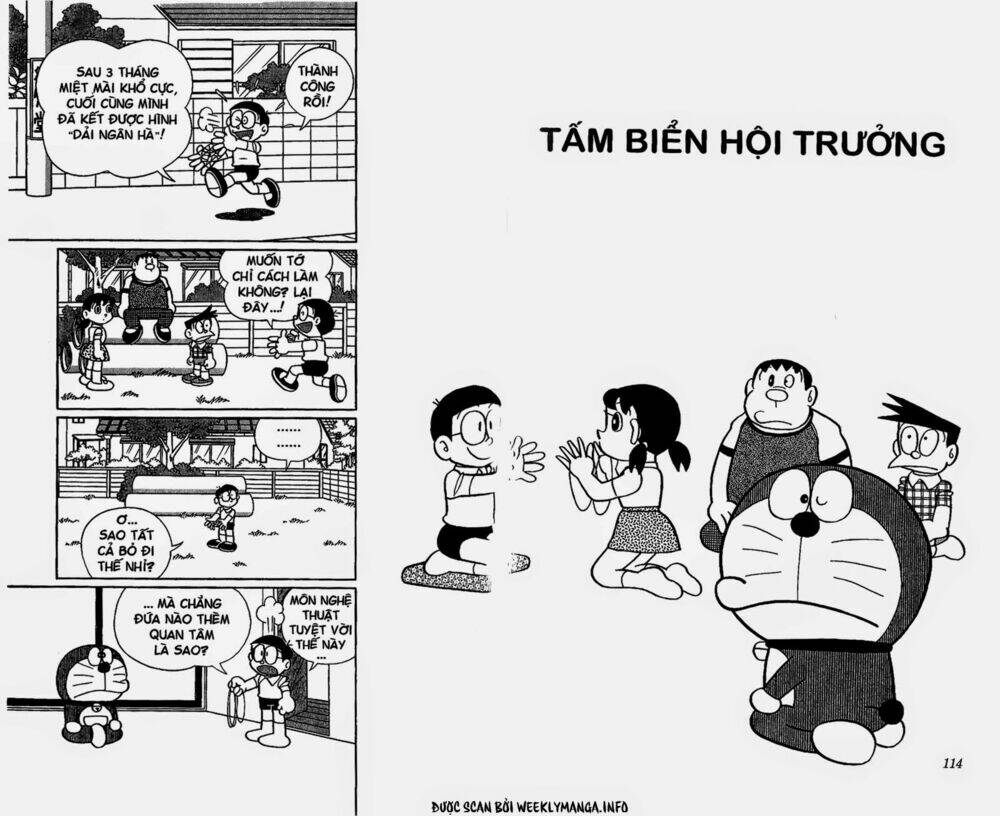 TẤM BIỂN HỘI TRƯỞNG
114
THÀNH
CÔNG
RỒI!
SAU 3 THÁNG
MIỆT MÀI KHỔ CỰC,
CUỐI CÙNG MÌNH
ĐÃ KẾT ĐƯỢC HÌNH
"DẢI NGÂN HÀ"!
MUỐN TỚ
CHỈ CÁCH LÀM
KHÔNG? LẠI
ĐÂY...!
......
......
Ơ...
SAO TẤT
CẢ BỎ ĐI
THẾ NHỈ?
MÔN NGHỆ
THUẬT
TUYỆT VỜI
THẾ NÀY
...
... MÀ CHẲNG
ĐỨA NÀO THÈM
QUAN TÂM
LÀ SAO?
ĐƯỢC SCAN BỞI WEEKLYMANGA.INFO